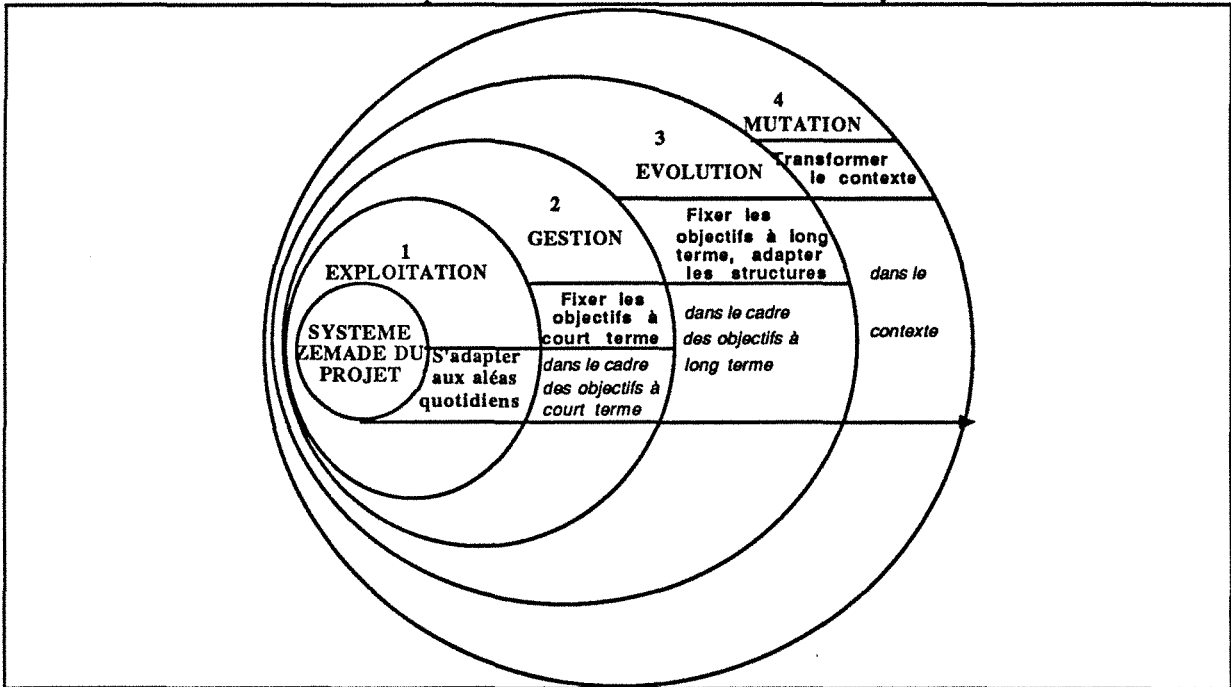 4
MUTATION
Transformer
le contexte
3
EVOLUTION
Fixer les
objectifs à long
terme, adapter
les structures
dans le
contexte
2
GESTION
Fixer les
objectifs à
court terme
dans le cadre
des objectifs à
long terme
1
EXPLOITATION
S'adapter
aux aléas
quotidiens
dans le cadre
des objectifs à
court terme
SYSTEME
ZEMADE DU
PROJET